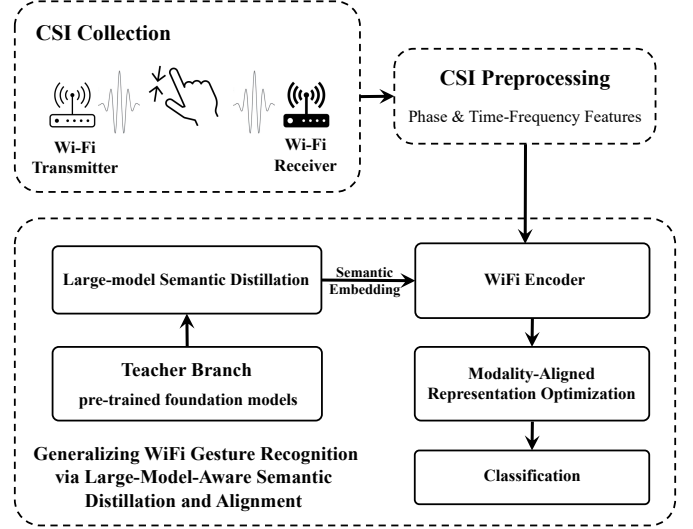 CSI Collection
Wi-Fi
Transmitter
Wi-Fi
Receiver
CSI Preprocessing
Phase & Time-Frequency Features
Large-model Semantic Distillation
Semantic
Embedding
WiFi Encoder
Teacher Branch
pre-trained foundation models
Modality-Aligned
Representation Optimization
Generalizing WiFi Gesture Recognition
via Large-Model-Aware Semantic
Distillation and Alignment
Classification